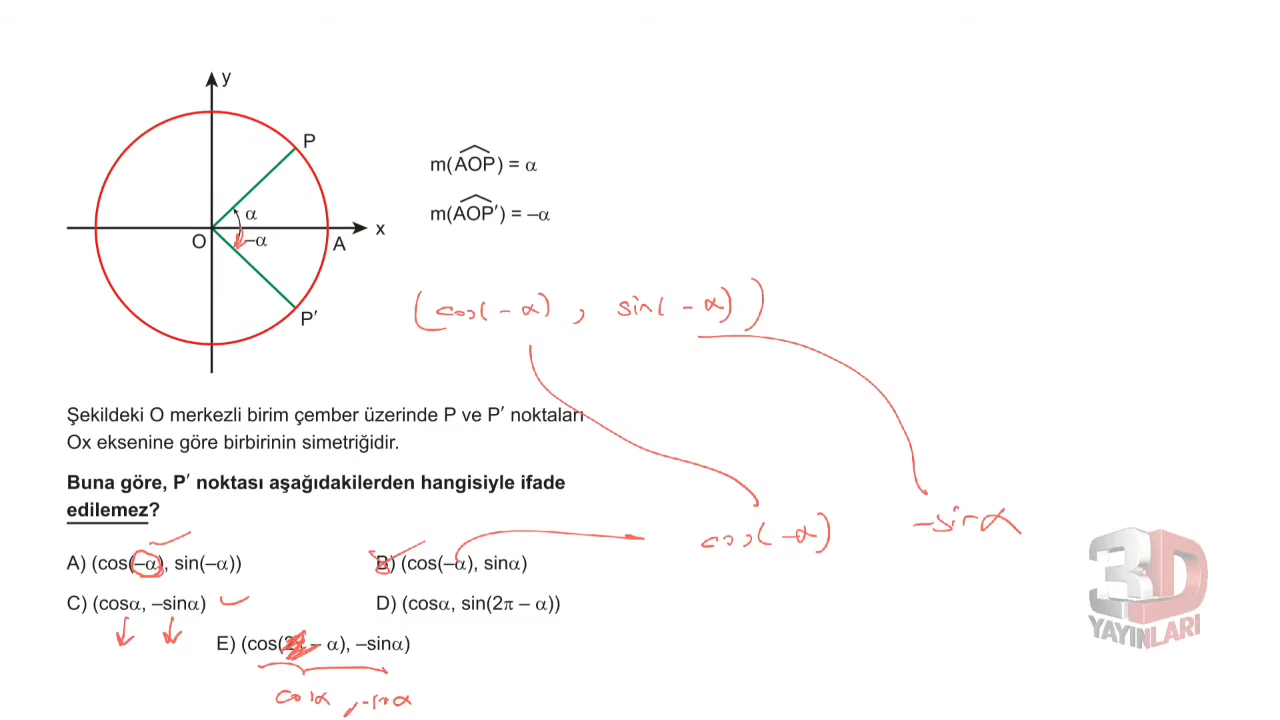 y
P
m(AOP) = α
m(AOP′) = –α
α
x
O
–α
A
P′
(cos(-α), sin(-α))
Şekildeki O merkezli birim çember üzerinde P ve P′ noktaları
Ox eksenine göre birbirinin simetriğidir.
Buna göre, P′ noktası aşağıdakilerden hangisiyle ifade
edilemez?
cos(-α) -sinα
A) (cos(–α), sin(–α)) B) (cos(–α), sinα)
C) (cosα, –sinα) D) (cosα, sin(2π – α))
E) (cos(2π – α), –sinα)
cosα, -sinα
3D
YAYINLARI